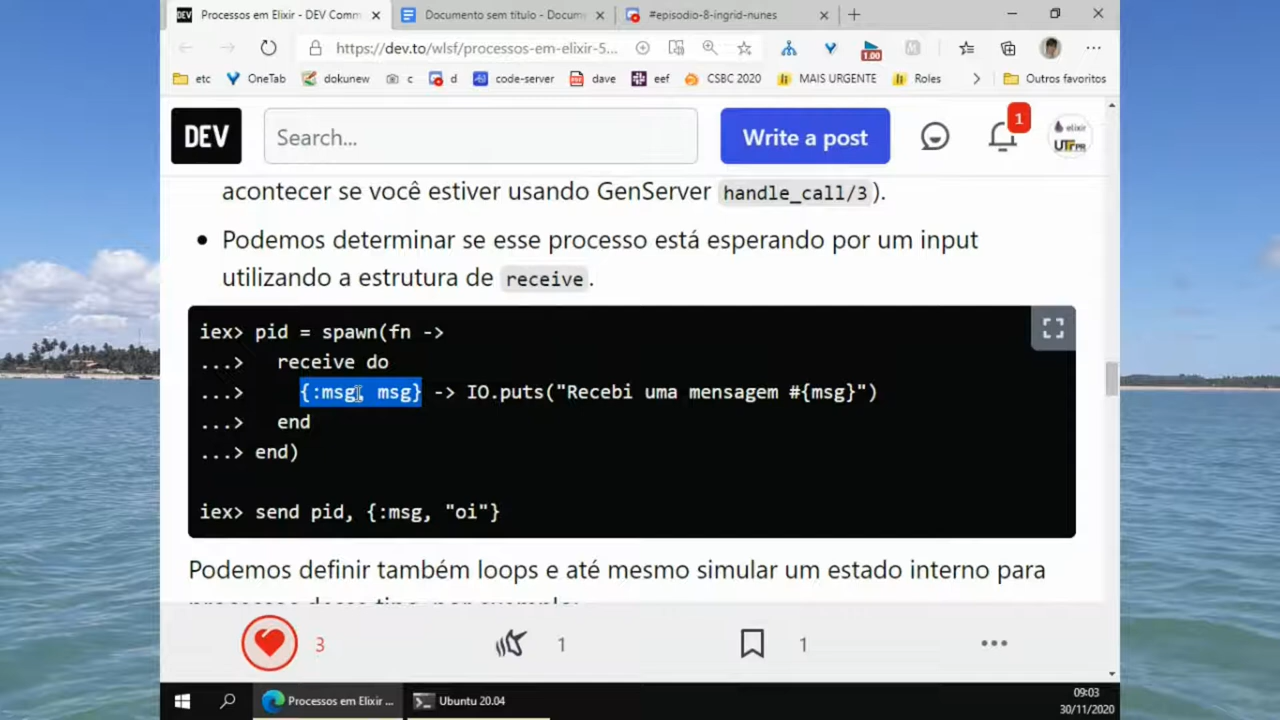 Processos em Elixir - DEV Comm
Documento sem título - Docum
#episodio-8-ingrid-nunes
https://dev.to/wlsf/processos-em-elixir-5...
1.00
etc
OneTab
dokunew
c
d
code-server
dave
eef
CSBC 2020
MAIS URGENTE
Roles
Outros favoritos
DEV
Search...
Write a post
1
elixir
UTFPR
acontecer se você estiver usando GenServer handle_call/3 ).
• Podemos determinar se esse processo está esperando por um input
utilizando a estrutura de receive .
iex> pid = spawn(fn ->
...> receive do
...> {:msg, msg} -> IO.puts("Recebi uma mensagem #{msg}")
...> end
...> end)
iex> send pid, {:msg, "oi"}
Podemos definir também loops e até mesmo simular um estado interno para
3
1
1
Processos em Elixir ...
Ubuntu 20.04
09:03
30/11/2020